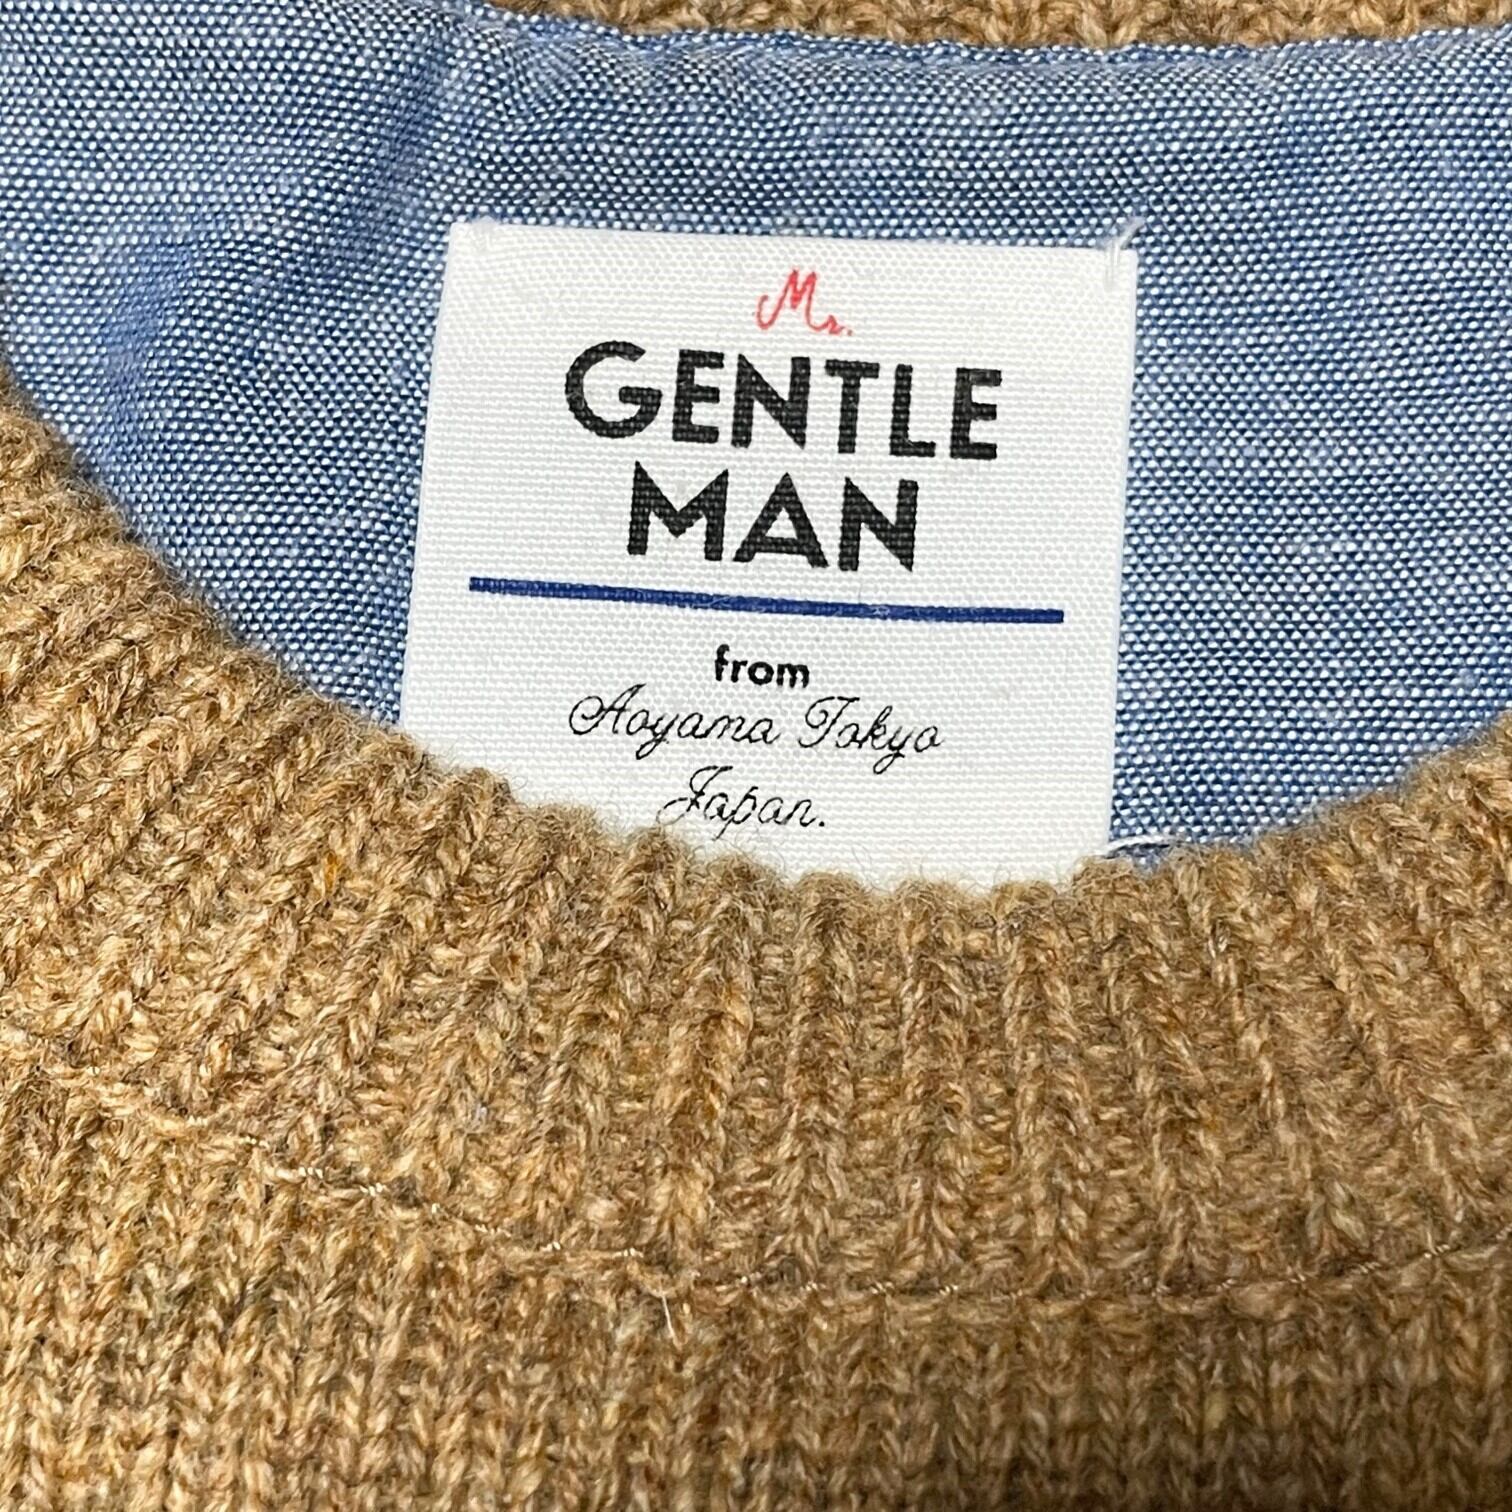 Mr.
GENTLE
MAN
from
Aoyama Tokyo
Japan.